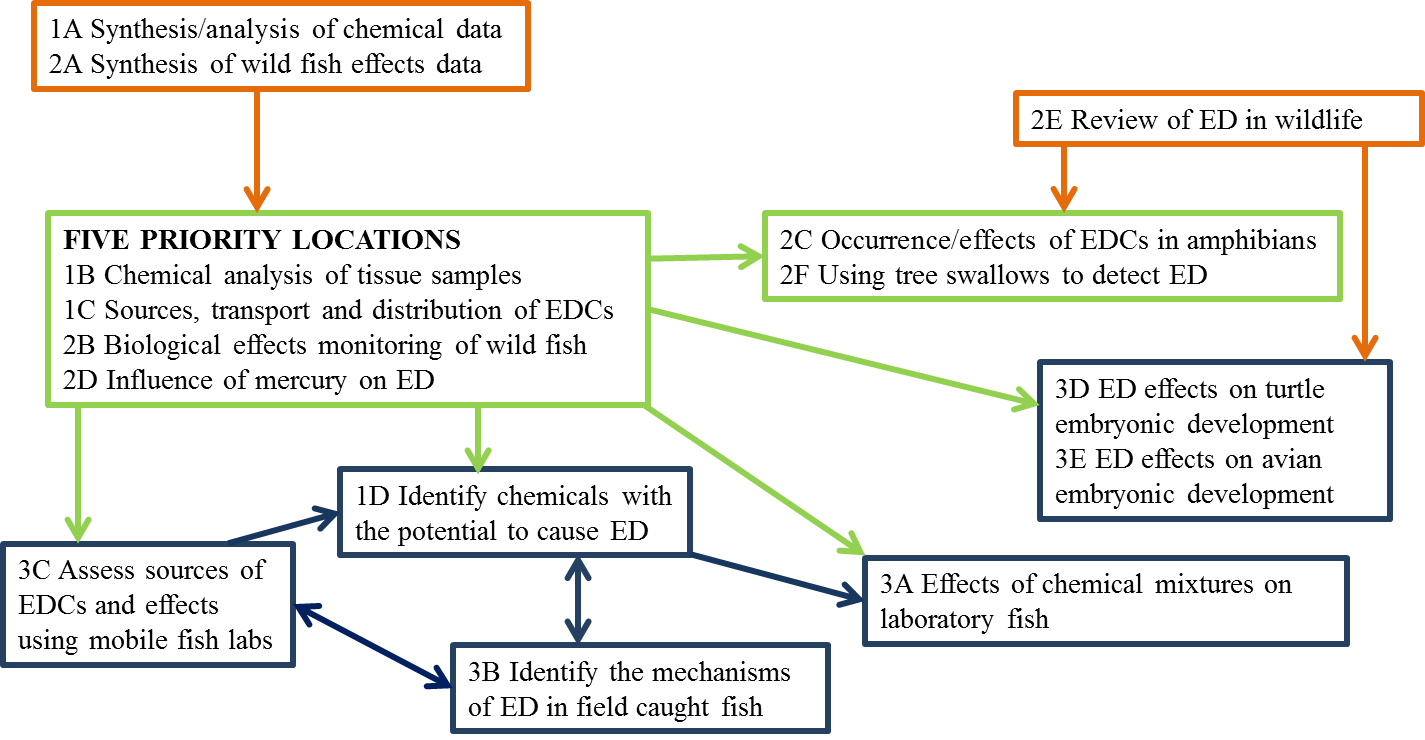 1A Synthesis/analysis of chemical data
2A Synthesis of wild fish effects data
2E Review of ED in wildlife
FIVE PRIORITY LOCATIONS
1B Chemical analysis of tissue samples
1C Sources, transport and distribution of EDCs
2B Biological effects monitoring of wild fish
2D Influence of mercury on ED
2C Occurrence/effects of EDCs in amphibians
2F Using tree swallows to detect ED
3D ED effects on turtle
embryonic development
3E ED effects on avian
embryonic development
1D Identify chemicals with
the potential to cause ED
3C Assess sources of
EDCs and effects
using mobile fish labs
3A Effects of chemical mixtures on
laboratory fish
3B Identify the mechanisms
of ED in field caught fish